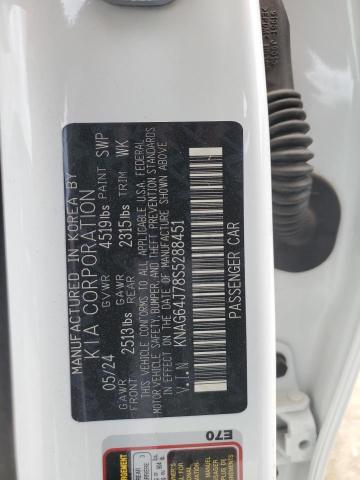 MANUFACTURED IN KOREA BY
KIA CORPORATION
05/24 GVWR 4519lbs PAINT SWP
GAWR FRONT 2513lbs GAWR REAR 2315lbs TRIM WK
THIS VEHICLE CONFORMS TO ALL APPLICABLE U.S.A. FEDERAL
MOTOR VEHICLE SAFETY, BUMPER, AND THEFT PREVENTION STANDARDS
IN EFFECT ON THE DATE OF MANUFACTURE SHOWN ABOVE.
V.I.N KNAG64J78S5288451
PASSENGER CAR
E70